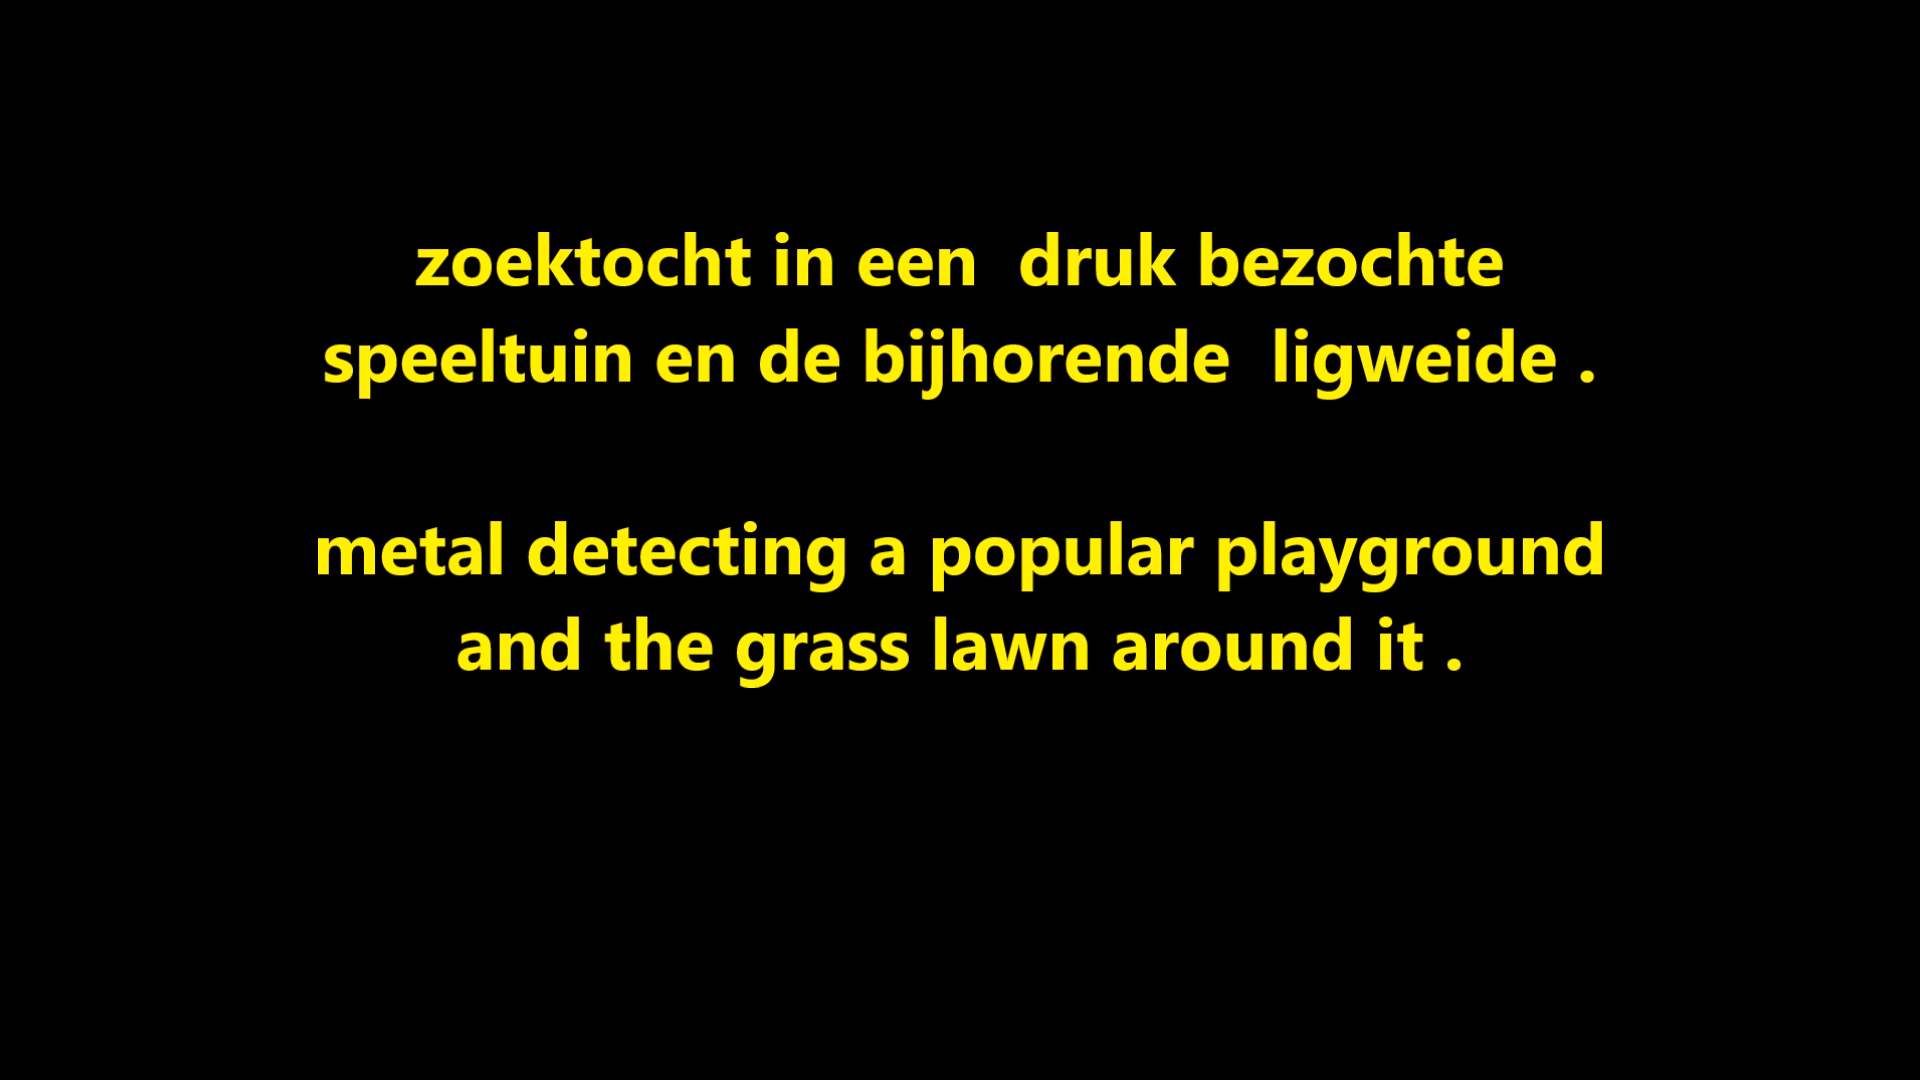 zoektocht in een  druk bezochte
speeltuin en de bijhorende  ligweide .
metal detecting a popular playground
and the grass lawn around it .